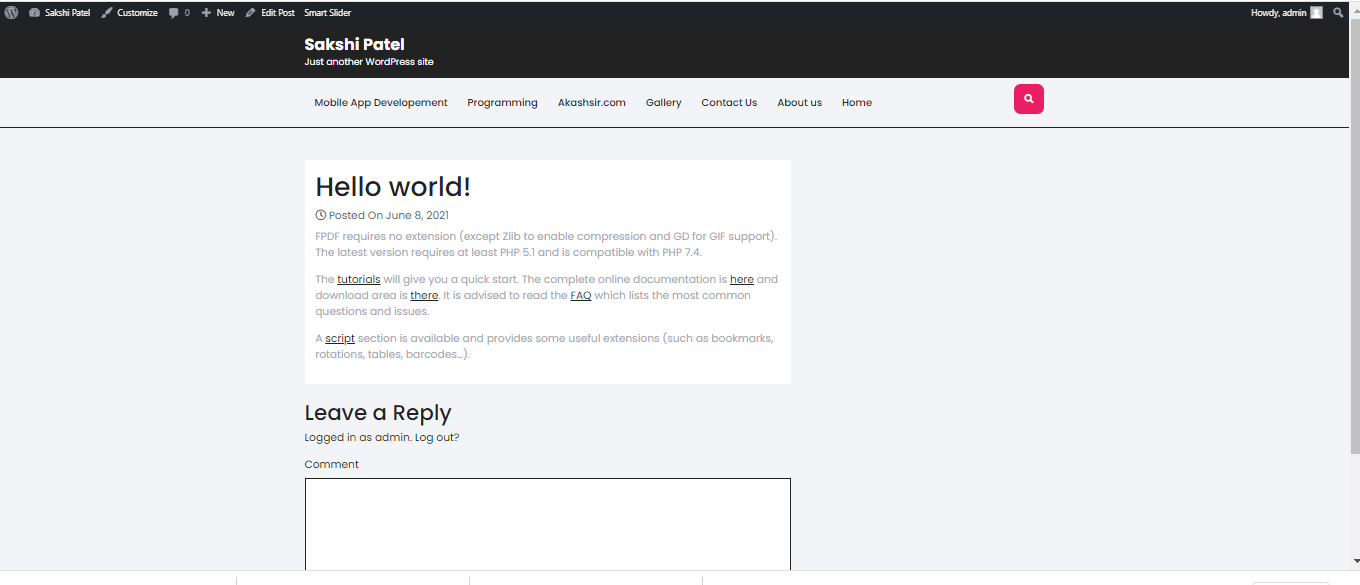 Sakshi Patel Customize 0 New Edit Post Smart Slider Howdy, admin
Sakshi Patel
Just another WordPress site
Mobile App Developement Programming Akashsir.com Gallery Contact Us About us Home
Hello world!
Posted On June 8, 2021
FPDF requires no extension (except Zlib to enable compression and GD for GIF support).
The latest version requires at least PHP 5.1 and is compatible with PHP 7.4.
The tutorials will give you a quick start. The complete online documentation is here and
download area is there. It is advised to read the FAQ which lists the most common
questions and issues.
A script section is available and provides some useful extensions (such as bookmarks,
rotations, tables, barcodes…).
Leave a Reply
Logged in as admin. Log out?
Comment